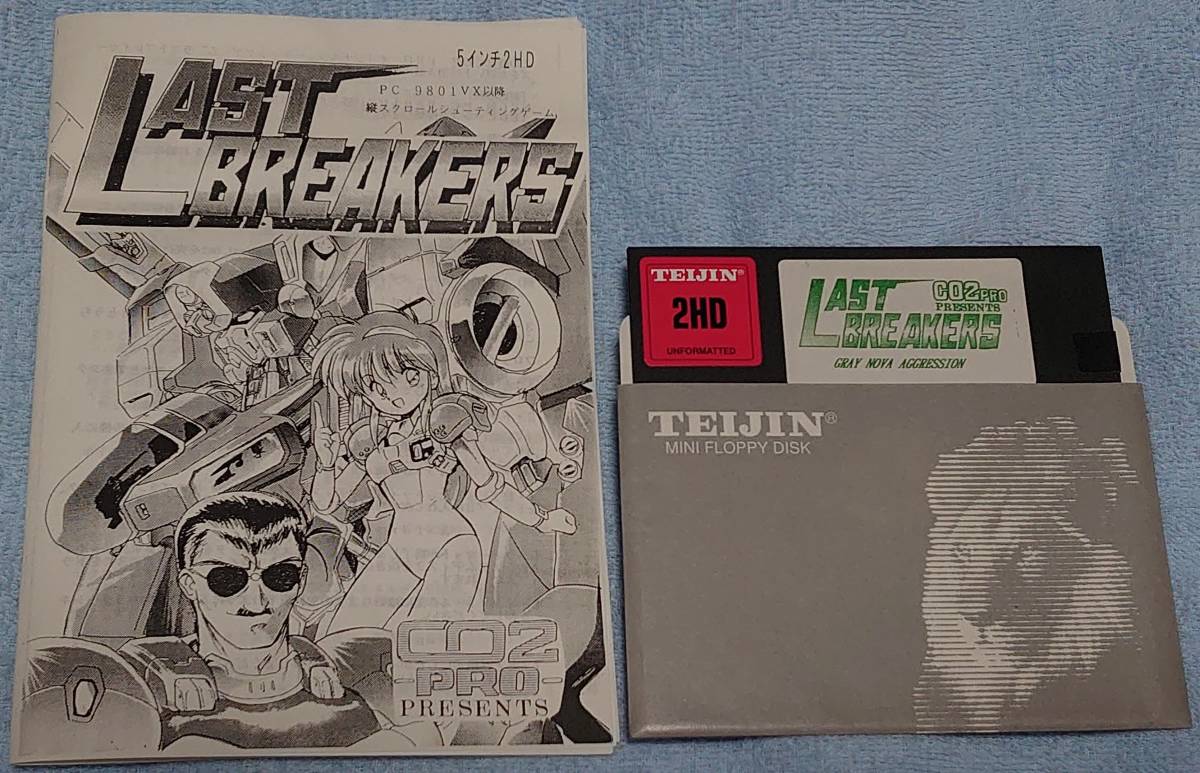 5インチ2HD
PC-9801VX以降
縦スクロールシューティングゲーム
LAST
BREAKERS
CO2
PRO
PRESENTS
TEIJIN®
2HD
UNFORMATTED
CO2PRO
PRESENTS
LAST
BREAKERS
GRAY NOVA AGGRESSION
TEIJIN®
MINI FLOPPY DISK